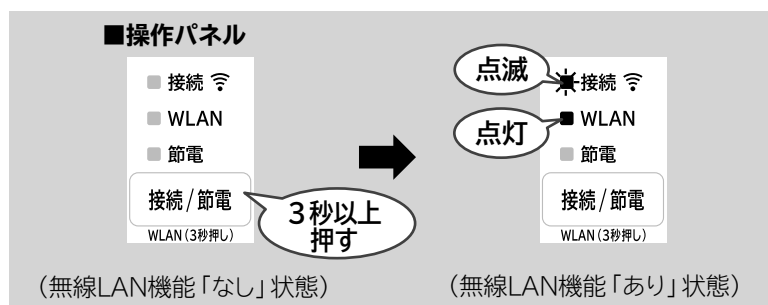 ■操作パネル
接続
WLAN
節電
接続/節電
WLAN(3秒押し)
3秒以上
押す
(無線LAN機能「なし」状態)
点滅
接続
点灯
WLAN
節電
接続/節電
WLAN(3秒押し)
(無線LAN機能「あり」状態)